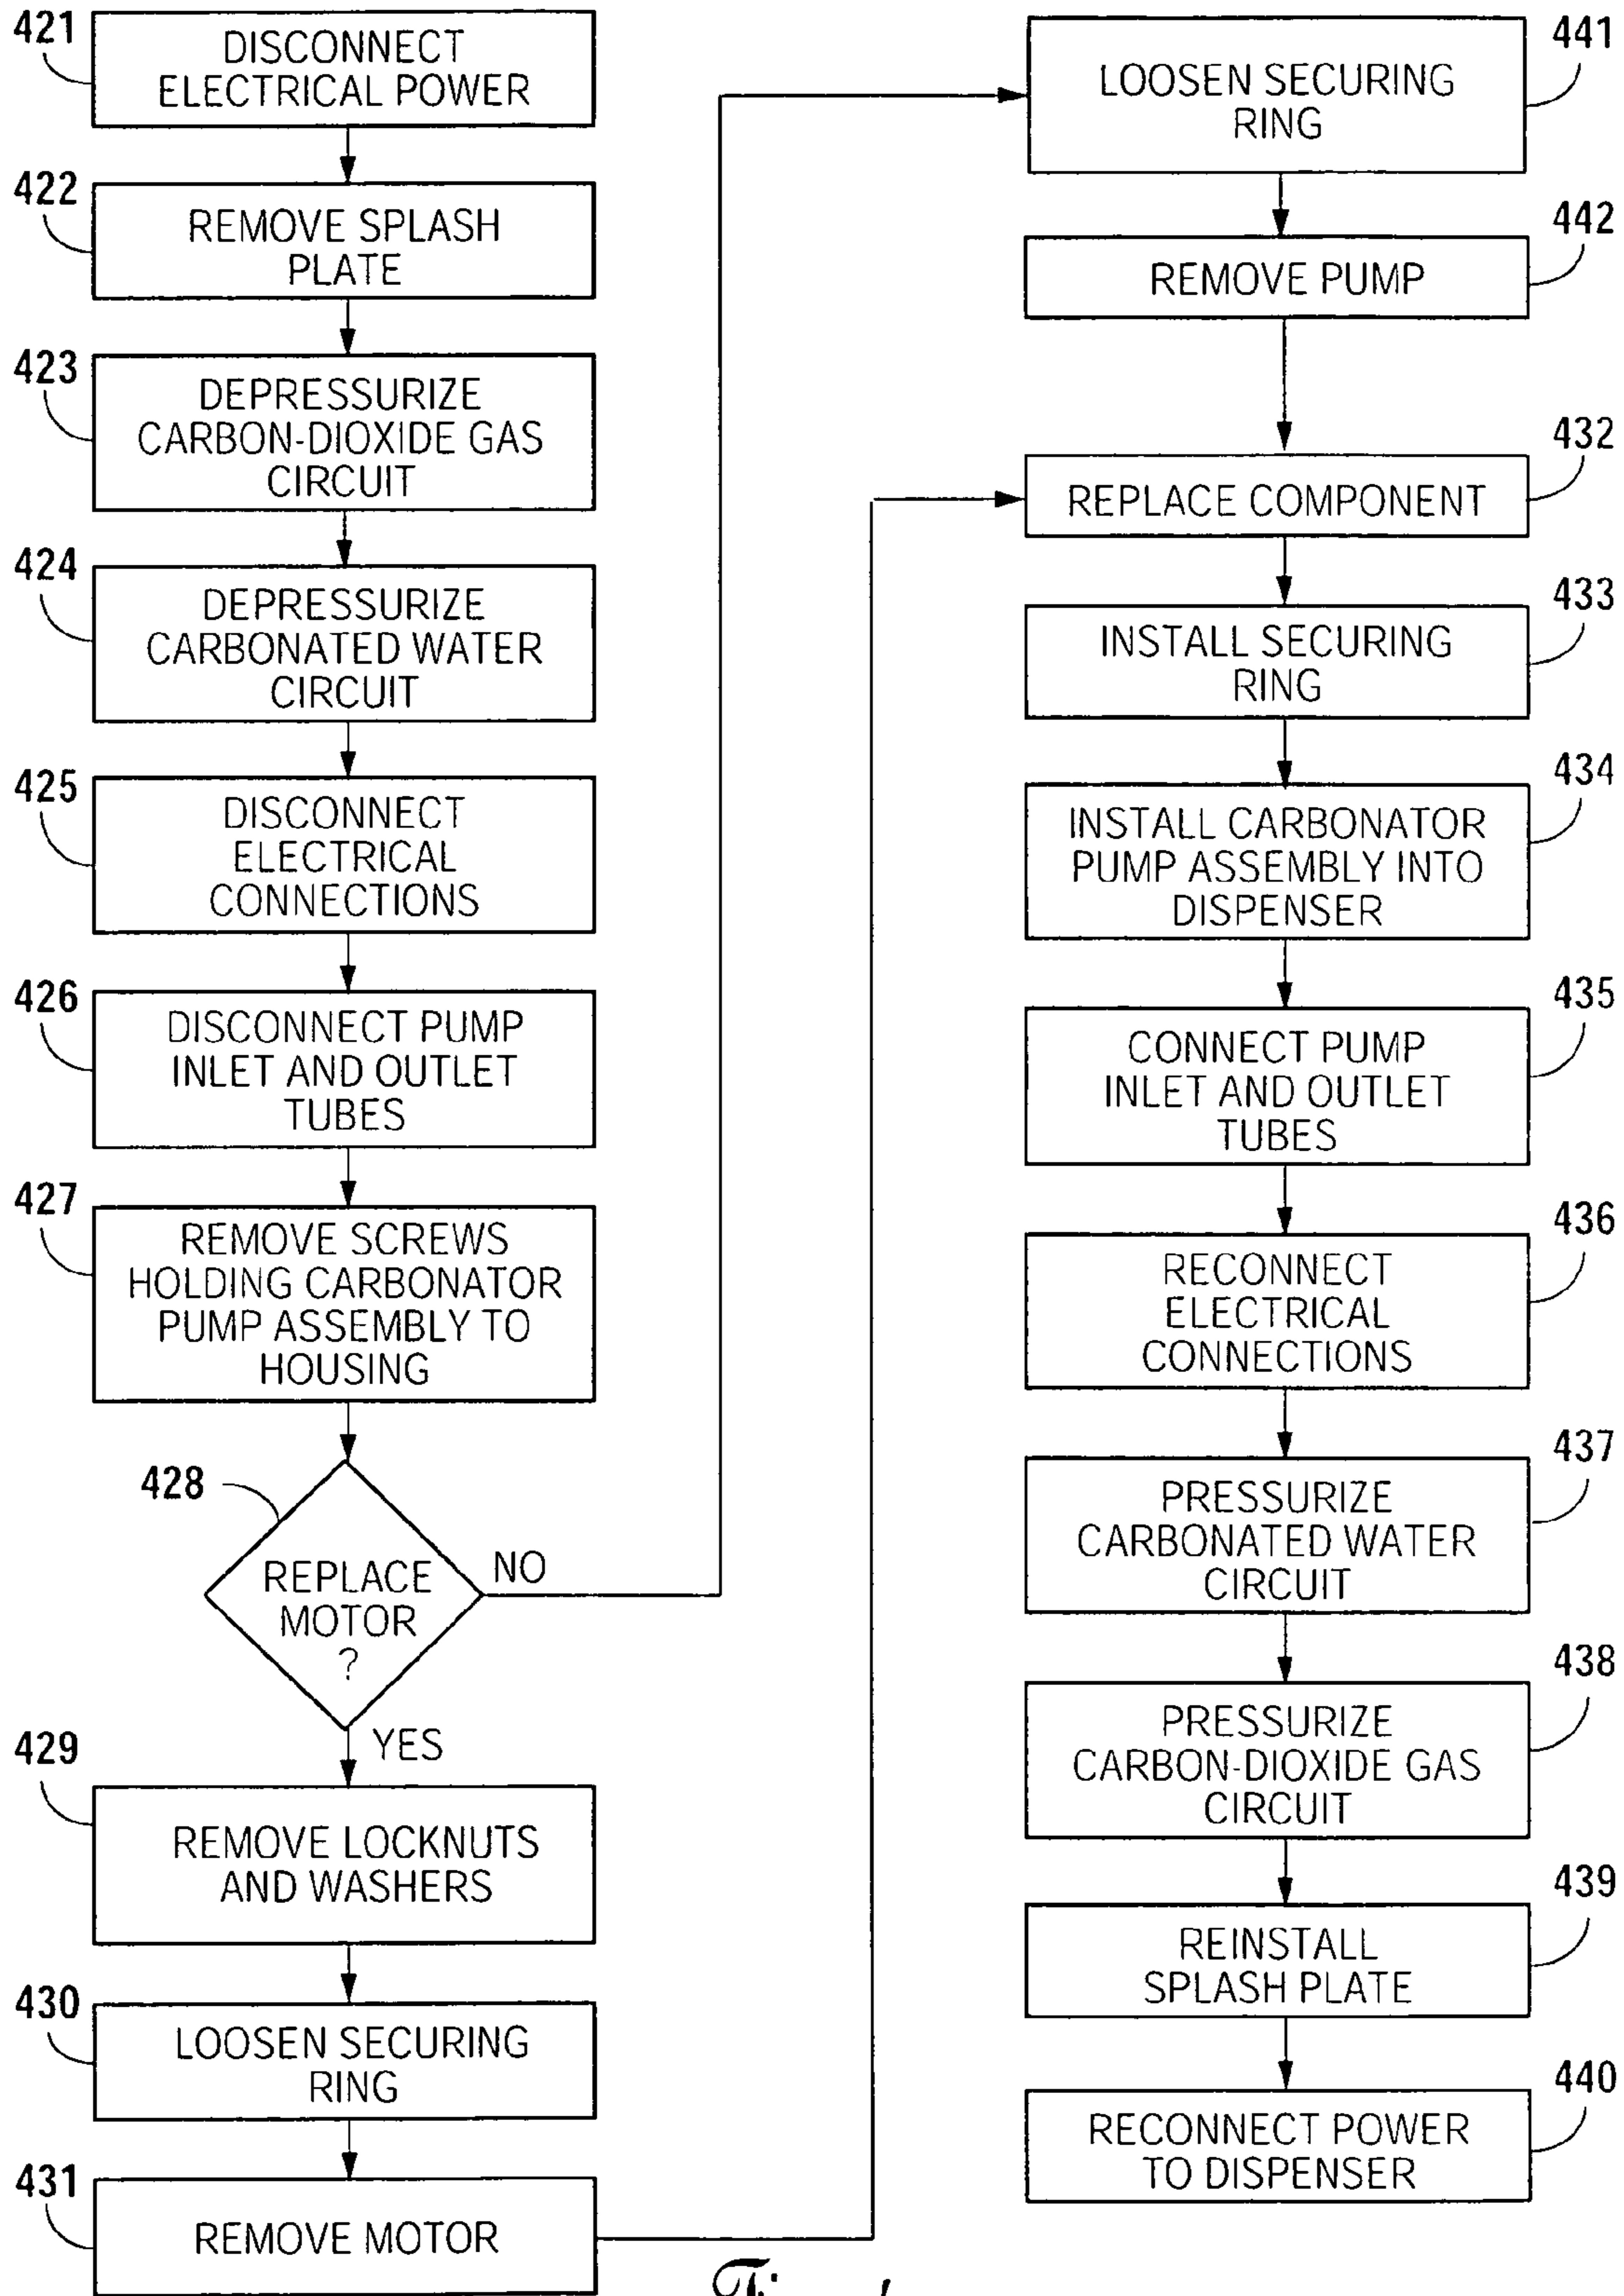 421
DISCONNECT
ELECTRICAL POWER
422
REMOVE SPLASH
PLATE
423
DEPRESSURIZE
CARBON-DIOXIDE GAS
CIRCUIT
424
DEPRESSURIZE
CARBONATED WATER
CIRCUIT
425
DISCONNECT
ELECTRICAL
CONNECTIONS
426
DISCONNECT PUMP
INLET AND OUTLET
TUBES
427
REMOVE SCREWS
HOLDING CARBONATOR
PUMP ASSEMBLY TO
HOUSING
428
REPLACE
MOTOR
?
NO
YES
429
REMOVE LOCKNUTS
AND WASHERS
430
LOOSEN SECURING
RING
431
REMOVE MOTOR
441
LOOSEN SECURING
RING
442
REMOVE PUMP
432
REPLACE COMPONENT
433
INSTALL SECURING
RING
434
INSTALL CARBONATOR
PUMP ASSEMBLY INTO
DISPENSER
435
CONNECT PUMP
INLET AND OUTLET
TUBES
436
RECONNECT
ELECTRICAL
CONNECTIONS
437
PRESSURIZE
CARBONATED WATER
CIRCUIT
438
PRESSURIZE
CARBON-DIOXIDE GAS
CIRCUIT
439
REINSTALL
SPLASH PLATE
440
RECONNECT POWER
TO DISPENSER